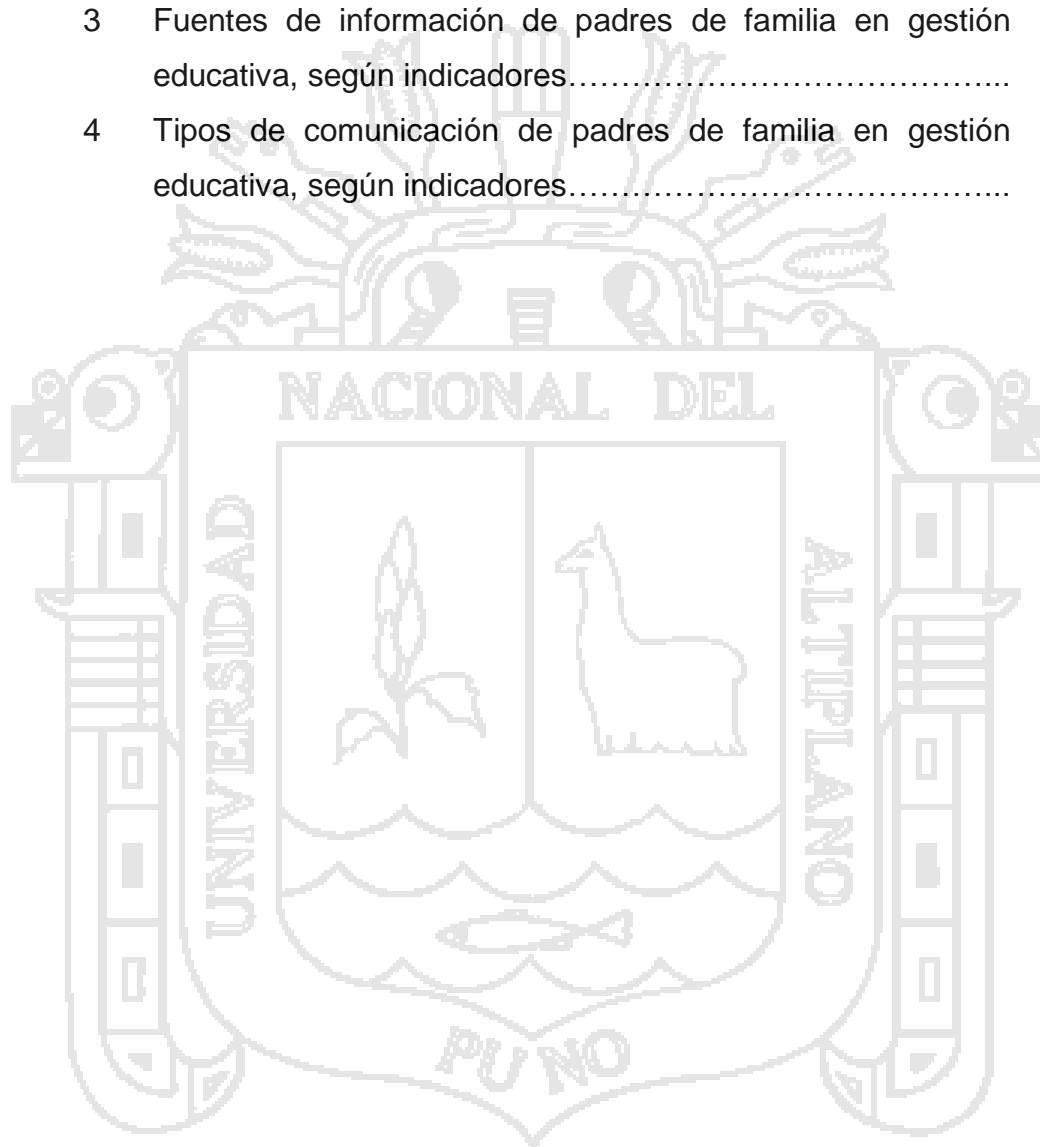 3 Fuentes de información de padres de familia en gestión
educativa, según indicadores…………………………………...
4 Tipos de comunicación de padres de familia en gestión
educativa, según indicadores…………………………………...
NACIONAL DEL
UNIVERSIDAD
ALTIPLANO
PUNO